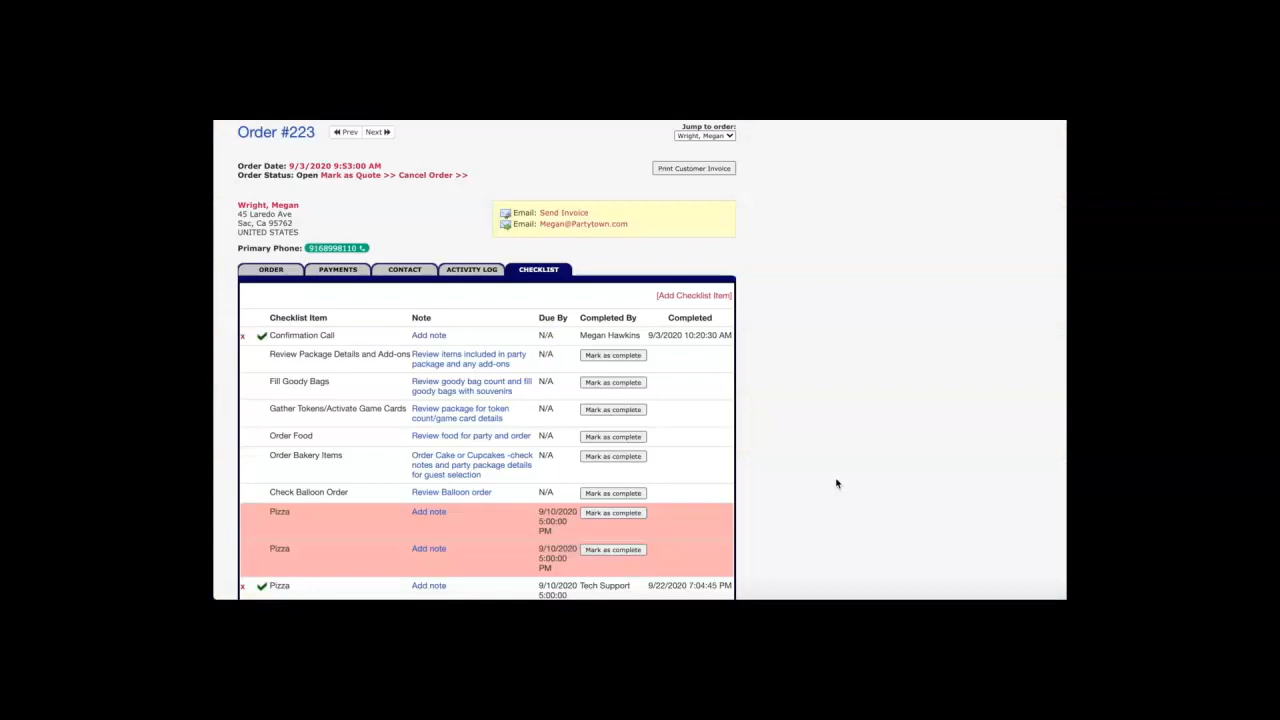 Order #223 Prev Next
Jump to order:
Wright, Megan
Order Date: 9/3/2020 9:53:00 AM
Order Status: Open Mark as Quote >> Cancel Order >>
Print Customer Invoice
Wright, Megan
45 Laredo Ave
Sac, Ca 95762
UNITED STATES
Email: Send Invoice
Email: Megan@Partytown.com
Primary Phone: 9168998110
ORDER PAYMENTS CONTACT ACTIVITY LOG CHECKLIST
[Add Checklist Item]
Checklist Item Note Due By Completed By Completed
x Confirmation Call Add note N/A Megan Hawkins 9/3/2020 10:20:30 AM
Review Package Details and Add-ons Review items included in party N/A Mark as complete
package and any add-ons
Fill Goody Bags Review goody bag count and fill N/A Mark as complete
goody bags with souvenirs
Gather Tokens/Activate Game Cards Review package for token N/A Mark as complete
count/game card details
Order Food Review food for party and order N/A Mark as complete
Order Bakery Items Order Cake or Cupcakes -check N/A Mark as complete
notes and party package details
for guest selection
Check Balloon Order Review Balloon order N/A Mark as complete
Pizza Add note 9/10/2020 Mark as complete
5:00:00
PM
Pizza Add note 9/10/2020 Mark as complete
5:00:00
PM
x Pizza Add note 9/10/2020 Tech Support 9/22/2020 7:04:45 PM
5:00:00